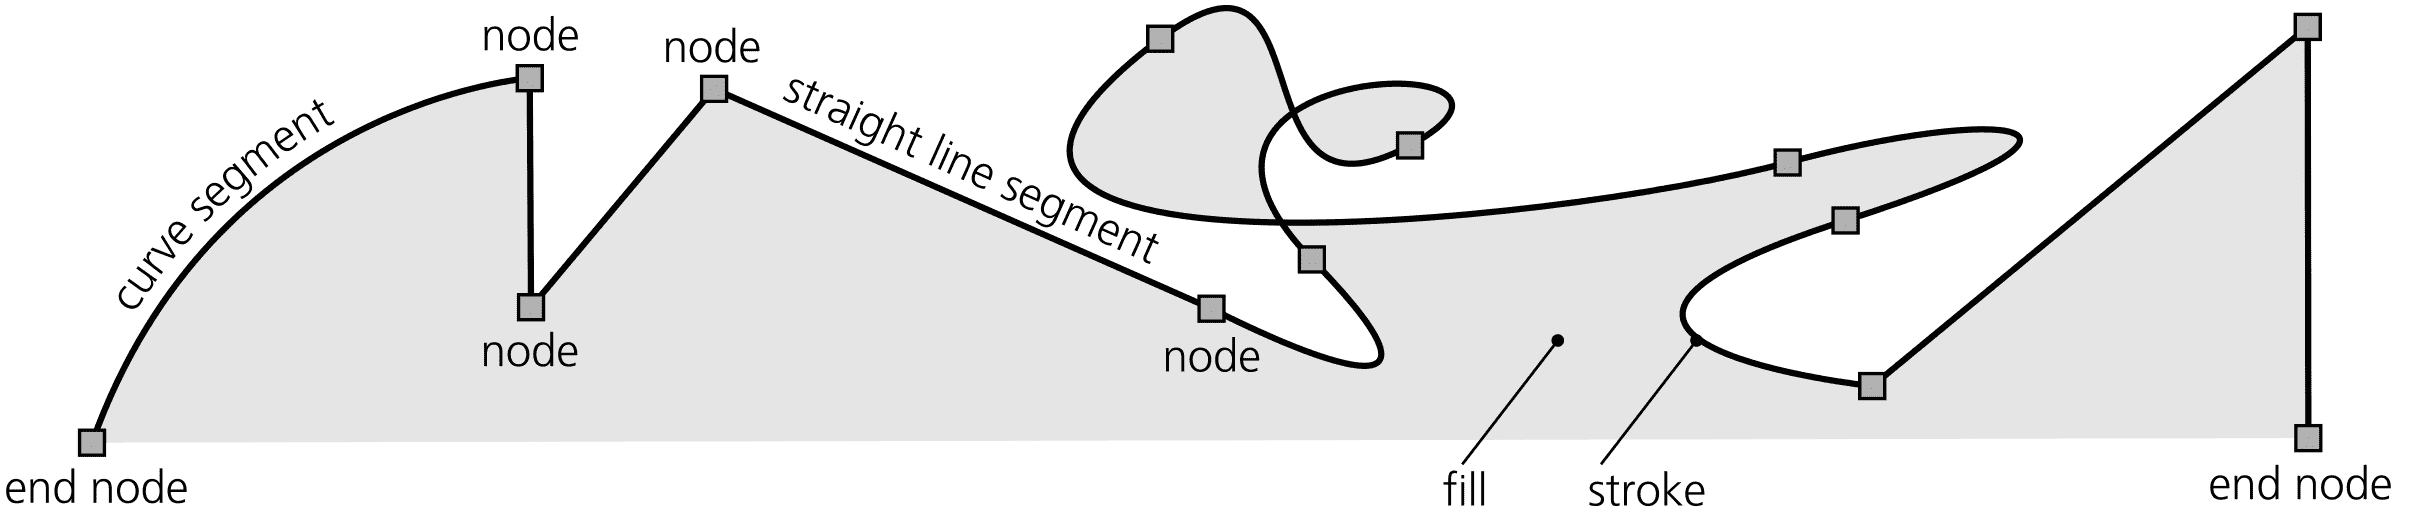 node
node
curve segment
straight line segment
node
node
end node
fill
stroke
end node